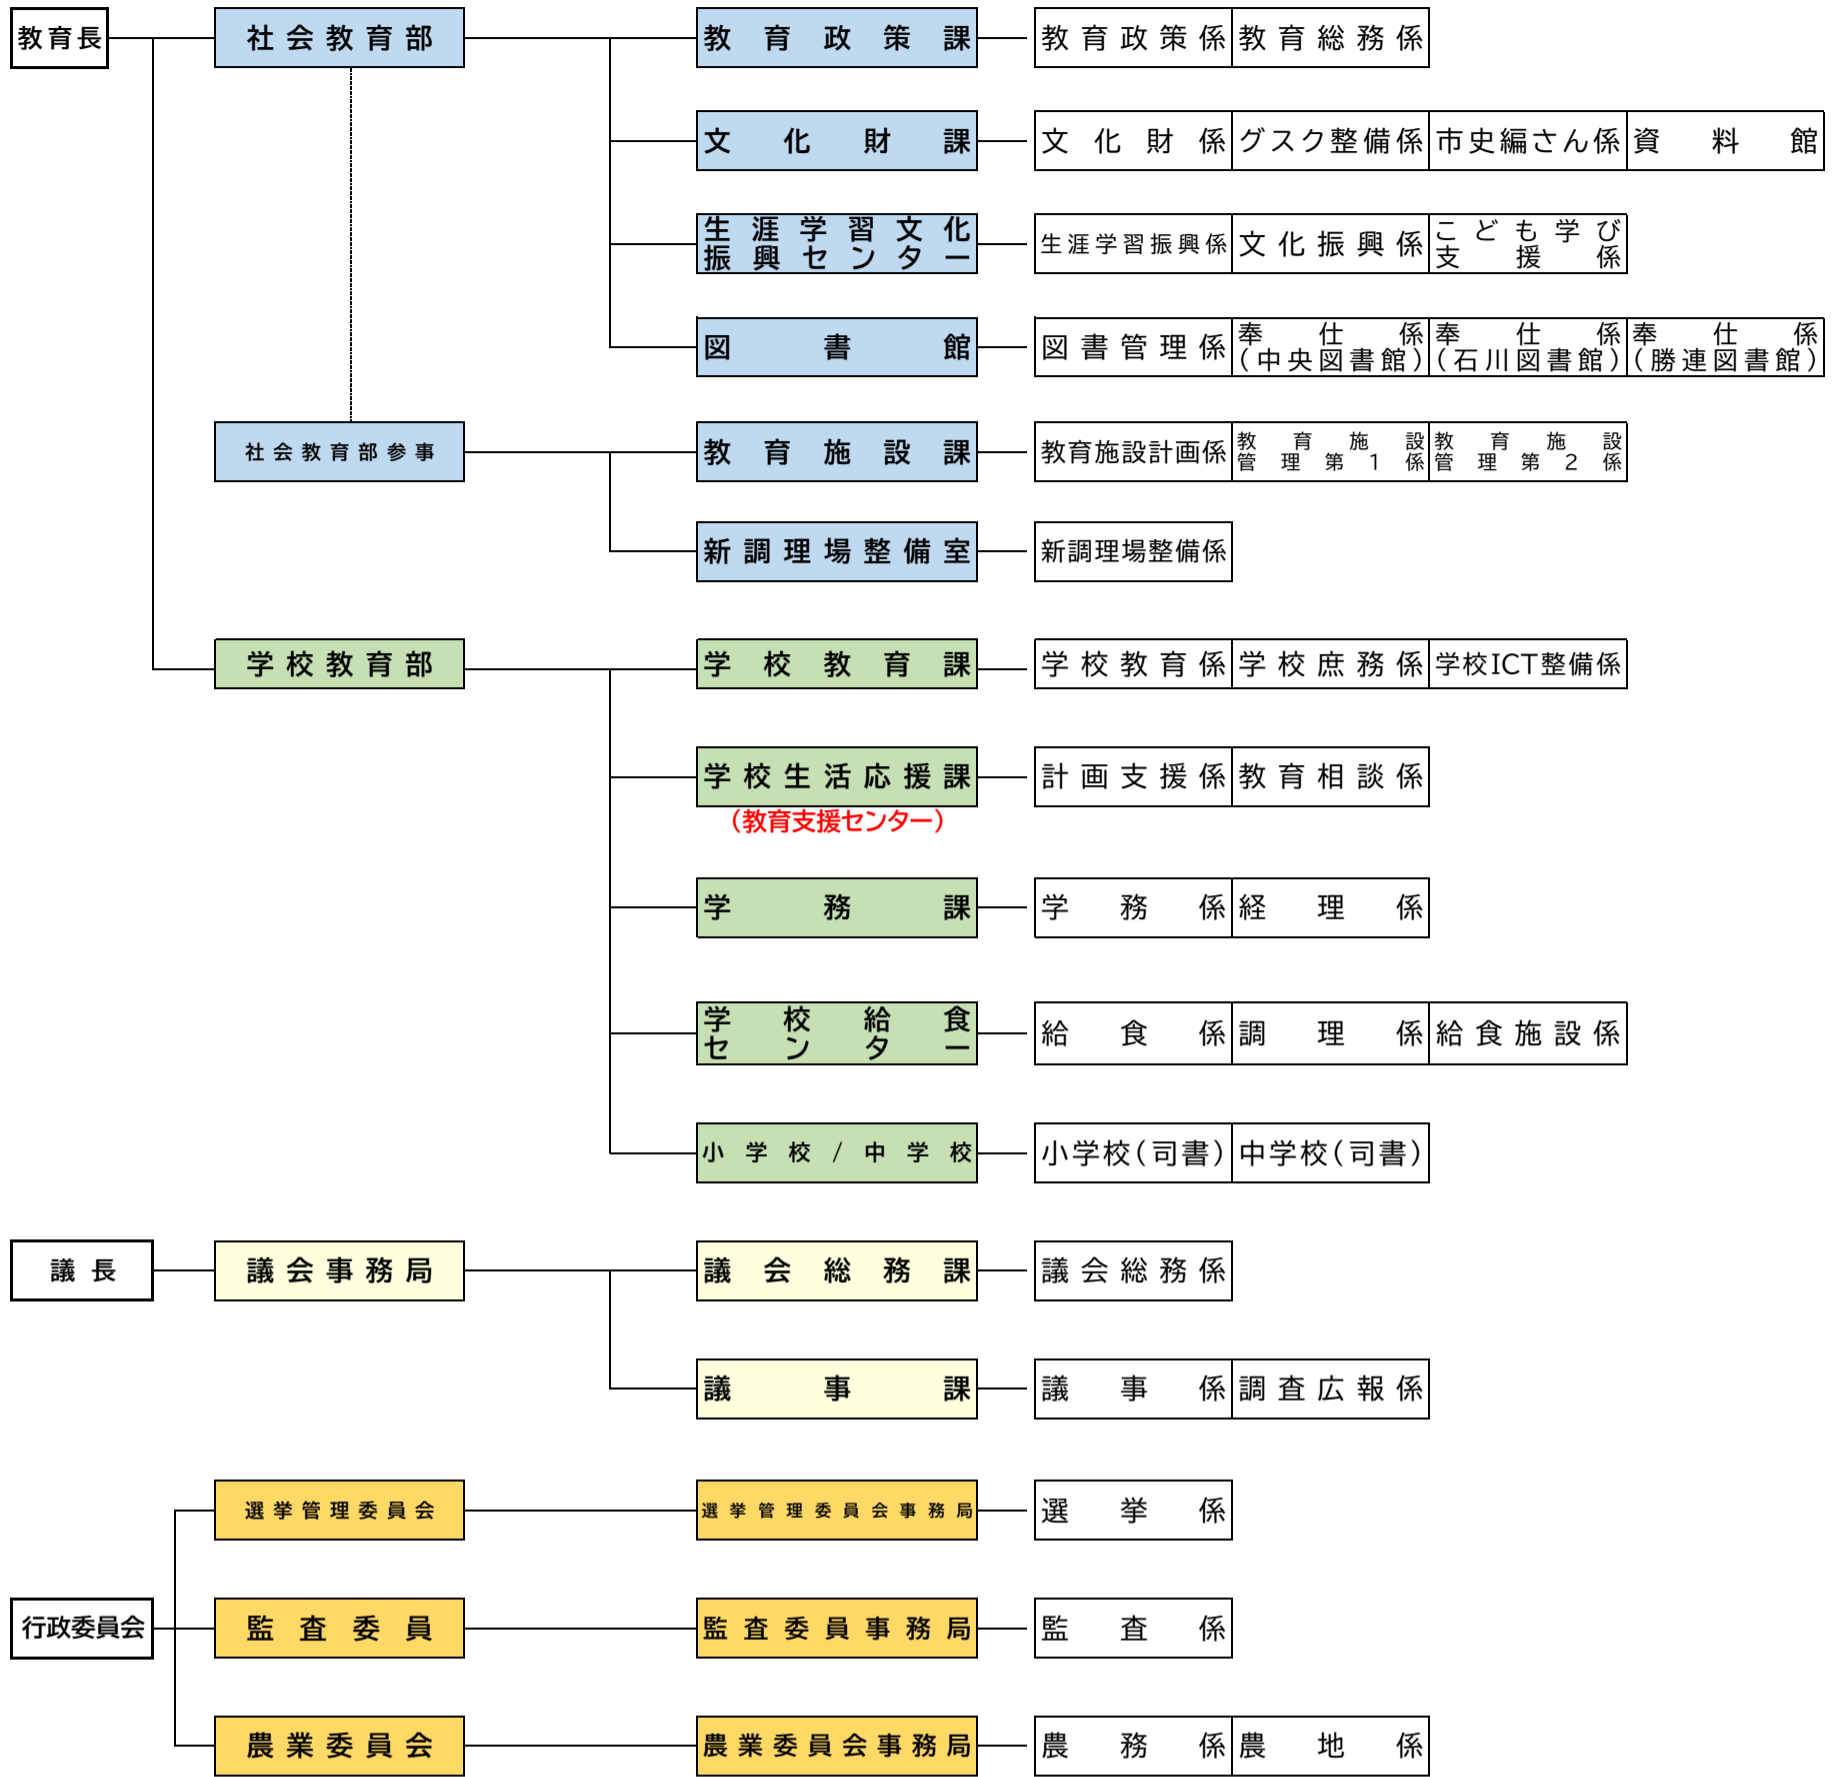 教育長
社会教育部
教育政策課
教育政策係
教育総務係
文化財課
文化財係
グスク整備係
市史編さん係
資料館
生涯学習文化
振興センター
生涯学習振興係
文化振興係
こども学び
支援係
図書館
図書管理係
奉仕係
(中央図書館)
奉仕係
(石川図書館)
奉仕係
(勝連図書館)
社会教育部参事
教育施設課
教育施設計画係
教育施設
管理第1係
教育施設
管理第2係
新調理場整備室
新調理場整備係
学校教育部
学校教育課
学校教育係
学校庶務係
学校ICT整備係
学校生活応援課
計画支援係
教育相談係
(教育支援センター)
学務課
学務係
経理係
学校給食
センター
給食係
調理係
給食施設係
小学校/中学校
小学校(司書)
中学校(司書)
議長
議会事務局
議会総務課
議会総務係
議事課
議事係
調査広報係
選挙管理委員会
選挙管理委員会事務局
選挙係
行政委員会
監査委員
監査委員事務局
監査係
農業委員会
農業委員会事務局
農務係
農地係